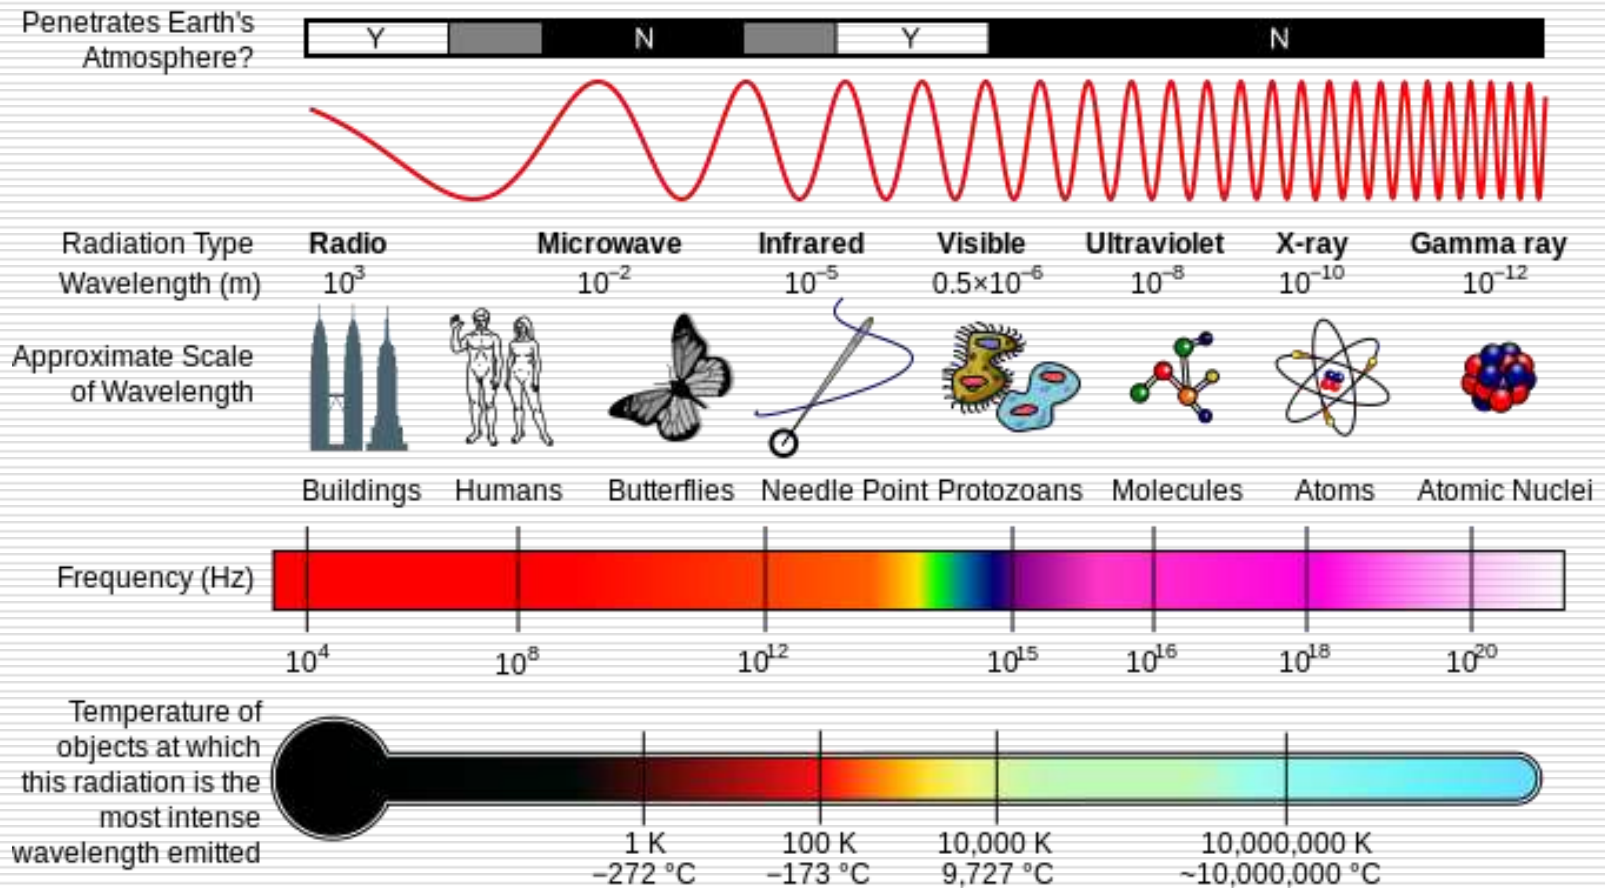 Penetrates Earth's
Atmosphere?
Y N Y N
Radiation Type Radio Microwave Infrared Visible Ultraviolet X-ray Gamma ray
Wavelength (m) 10³ 10⁻² 10⁻⁵ 0.5×10⁻⁶ 10⁻⁸ 10⁻¹⁰ 10⁻¹²
Approximate Scale
of Wavelength
Buildings Humans Butterflies Needle Point Protozoans Molecules Atoms Atomic Nuclei
Frequency (Hz)
10⁴ 10⁸ 10¹² 10¹⁵ 10¹⁶ 10¹⁸ 10²⁰
Temperature of
objects at which
this radiation is the
most intense
wavelength emitted
1 K 100 K 10,000 K 10,000,000 K
−272 °C −173 °C 9,727 °C ~10,000,000 °C